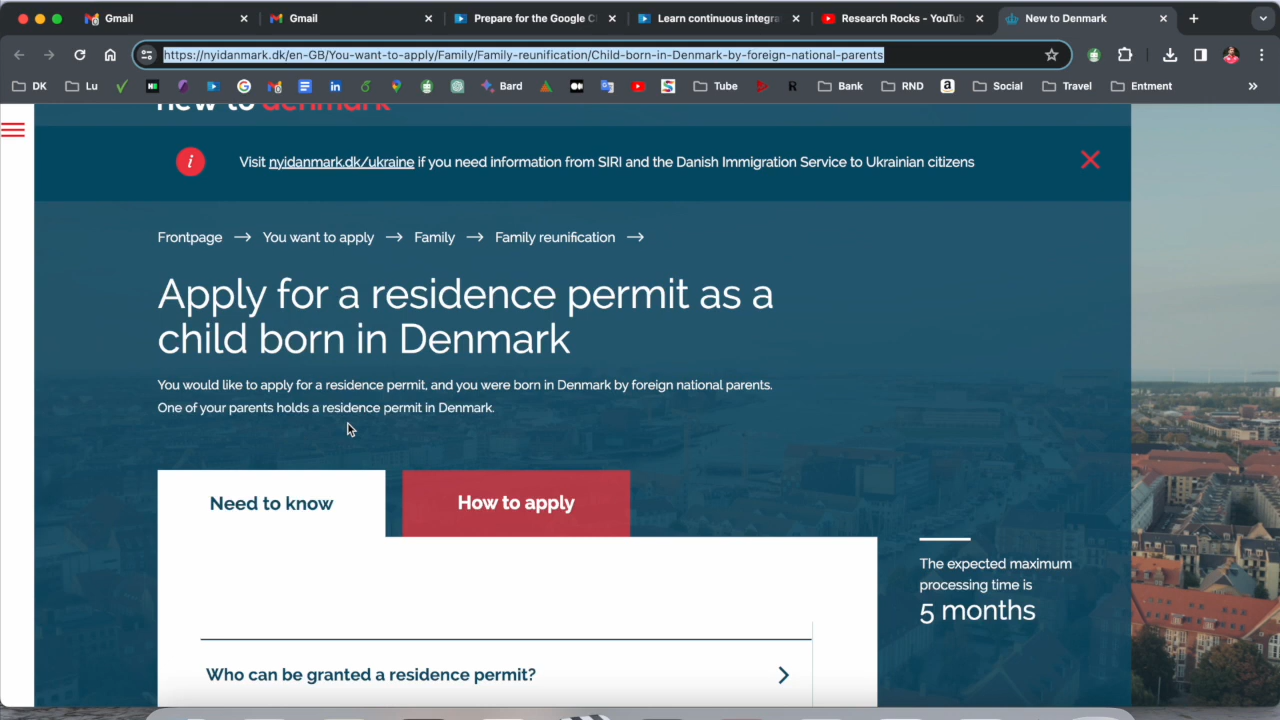 Gmail
Gmail
Prepare for the Google C
Learn continuous integra
Research Rocks - YouTub
New to Denmark
https://nyidanmark.dk/en-GB/You-want-to-apply/Family/Family-reunification/Child-born-in-Denmark-by-foreign-national-parents
DK
Lu
Bard
Tube
Bank
RND
Social
Travel
Entment
new to denmark
Visit nyidanmark.dk/ukraine if you need information from SIRI and the Danish Immigration Service to Ukrainian citizens
Frontpage → You want to apply → Family → Family reunification →
Apply for a residence permit as a
child born in Denmark
You would like to apply for a residence permit, and you were born in Denmark by foreign national parents.
One of your parents holds a residence permit in Denmark.
Need to know
How to apply
The expected maximum
processing time is
5 months
Who can be granted a residence permit?